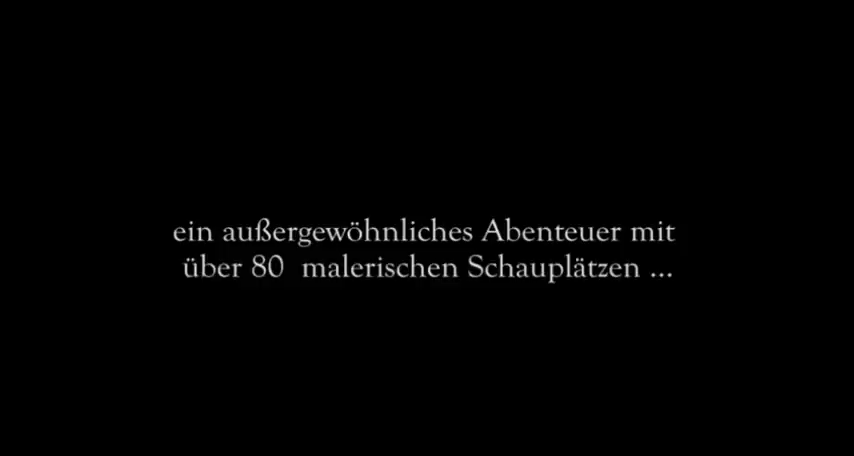 ein außergewöhnliches Abenteuer mit
über 80  malerischen Schauplätzen ...